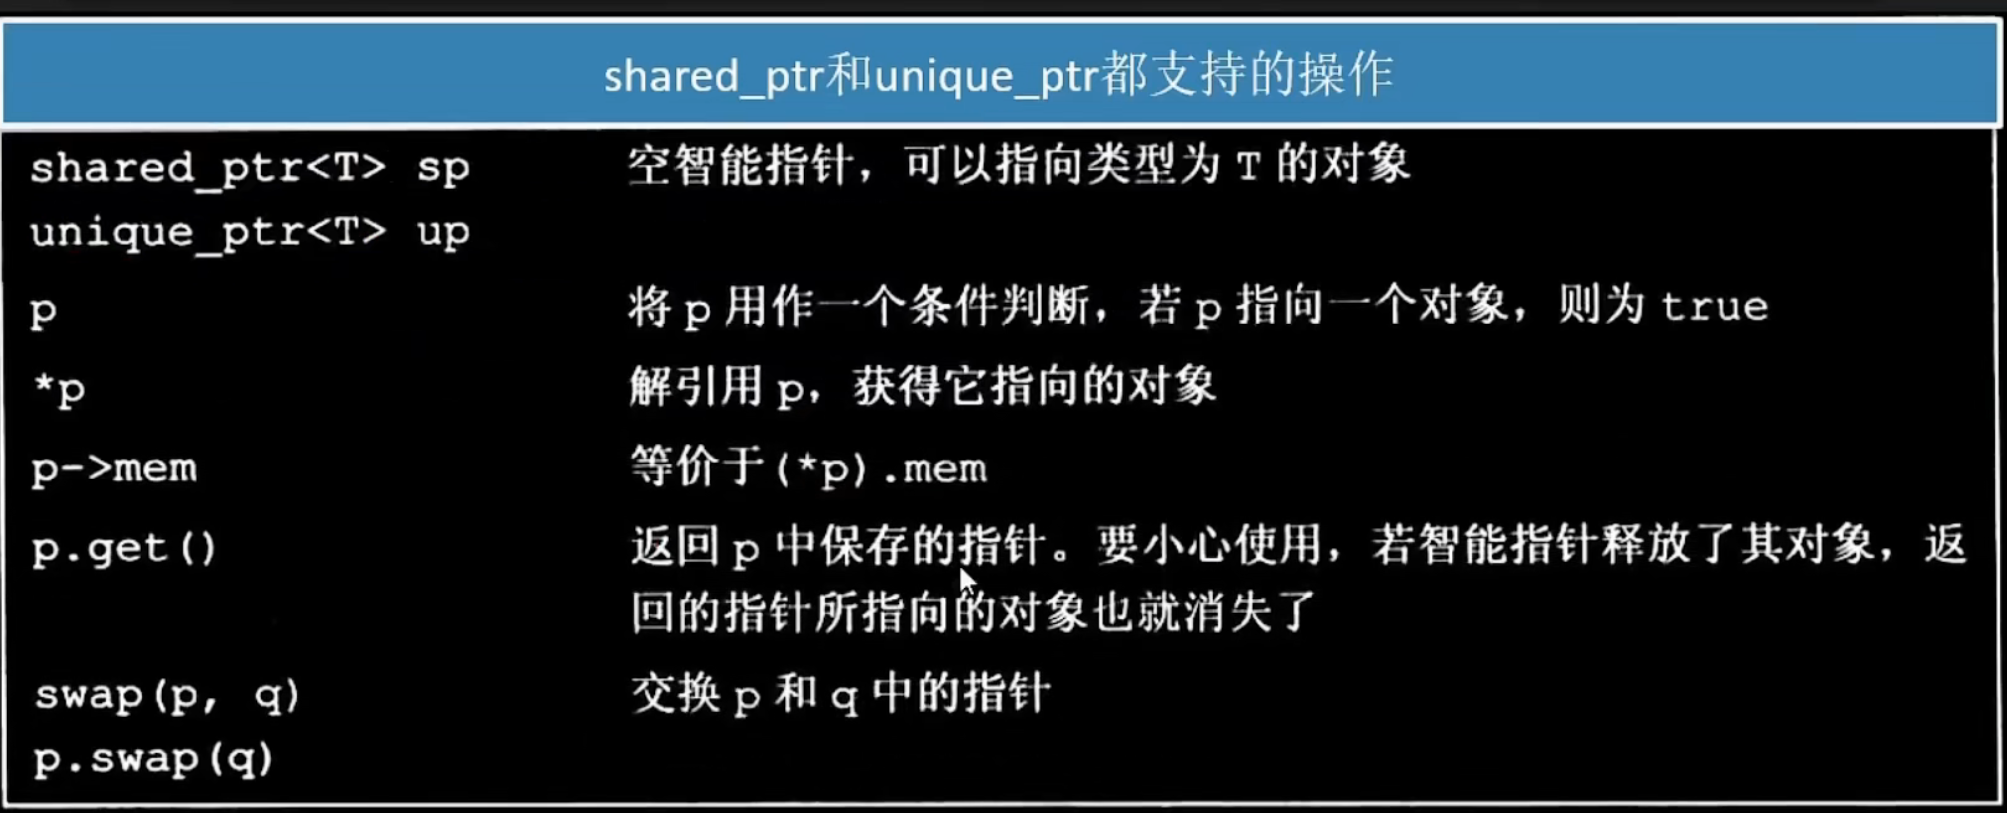 shared_ptr和unique_ptr都支持的操作
shared_ptr<T> sp 空智能指针，可以指向类型为 T 的对象
unique_ptr<T> up
p 将 p 用作一个条件判断，若 p 指向一个对象，则为 true
*p 解引用 p，获得它指向的对象
p->mem 等价于(*p).mem
p.get() 返回 p 中保存的指针。要小心使用，若智能指针释放了其对象，返
回的指针所指向的对象也就消失了
swap(p, q) 交换 p 和 q 中的指针
p.swap(q)